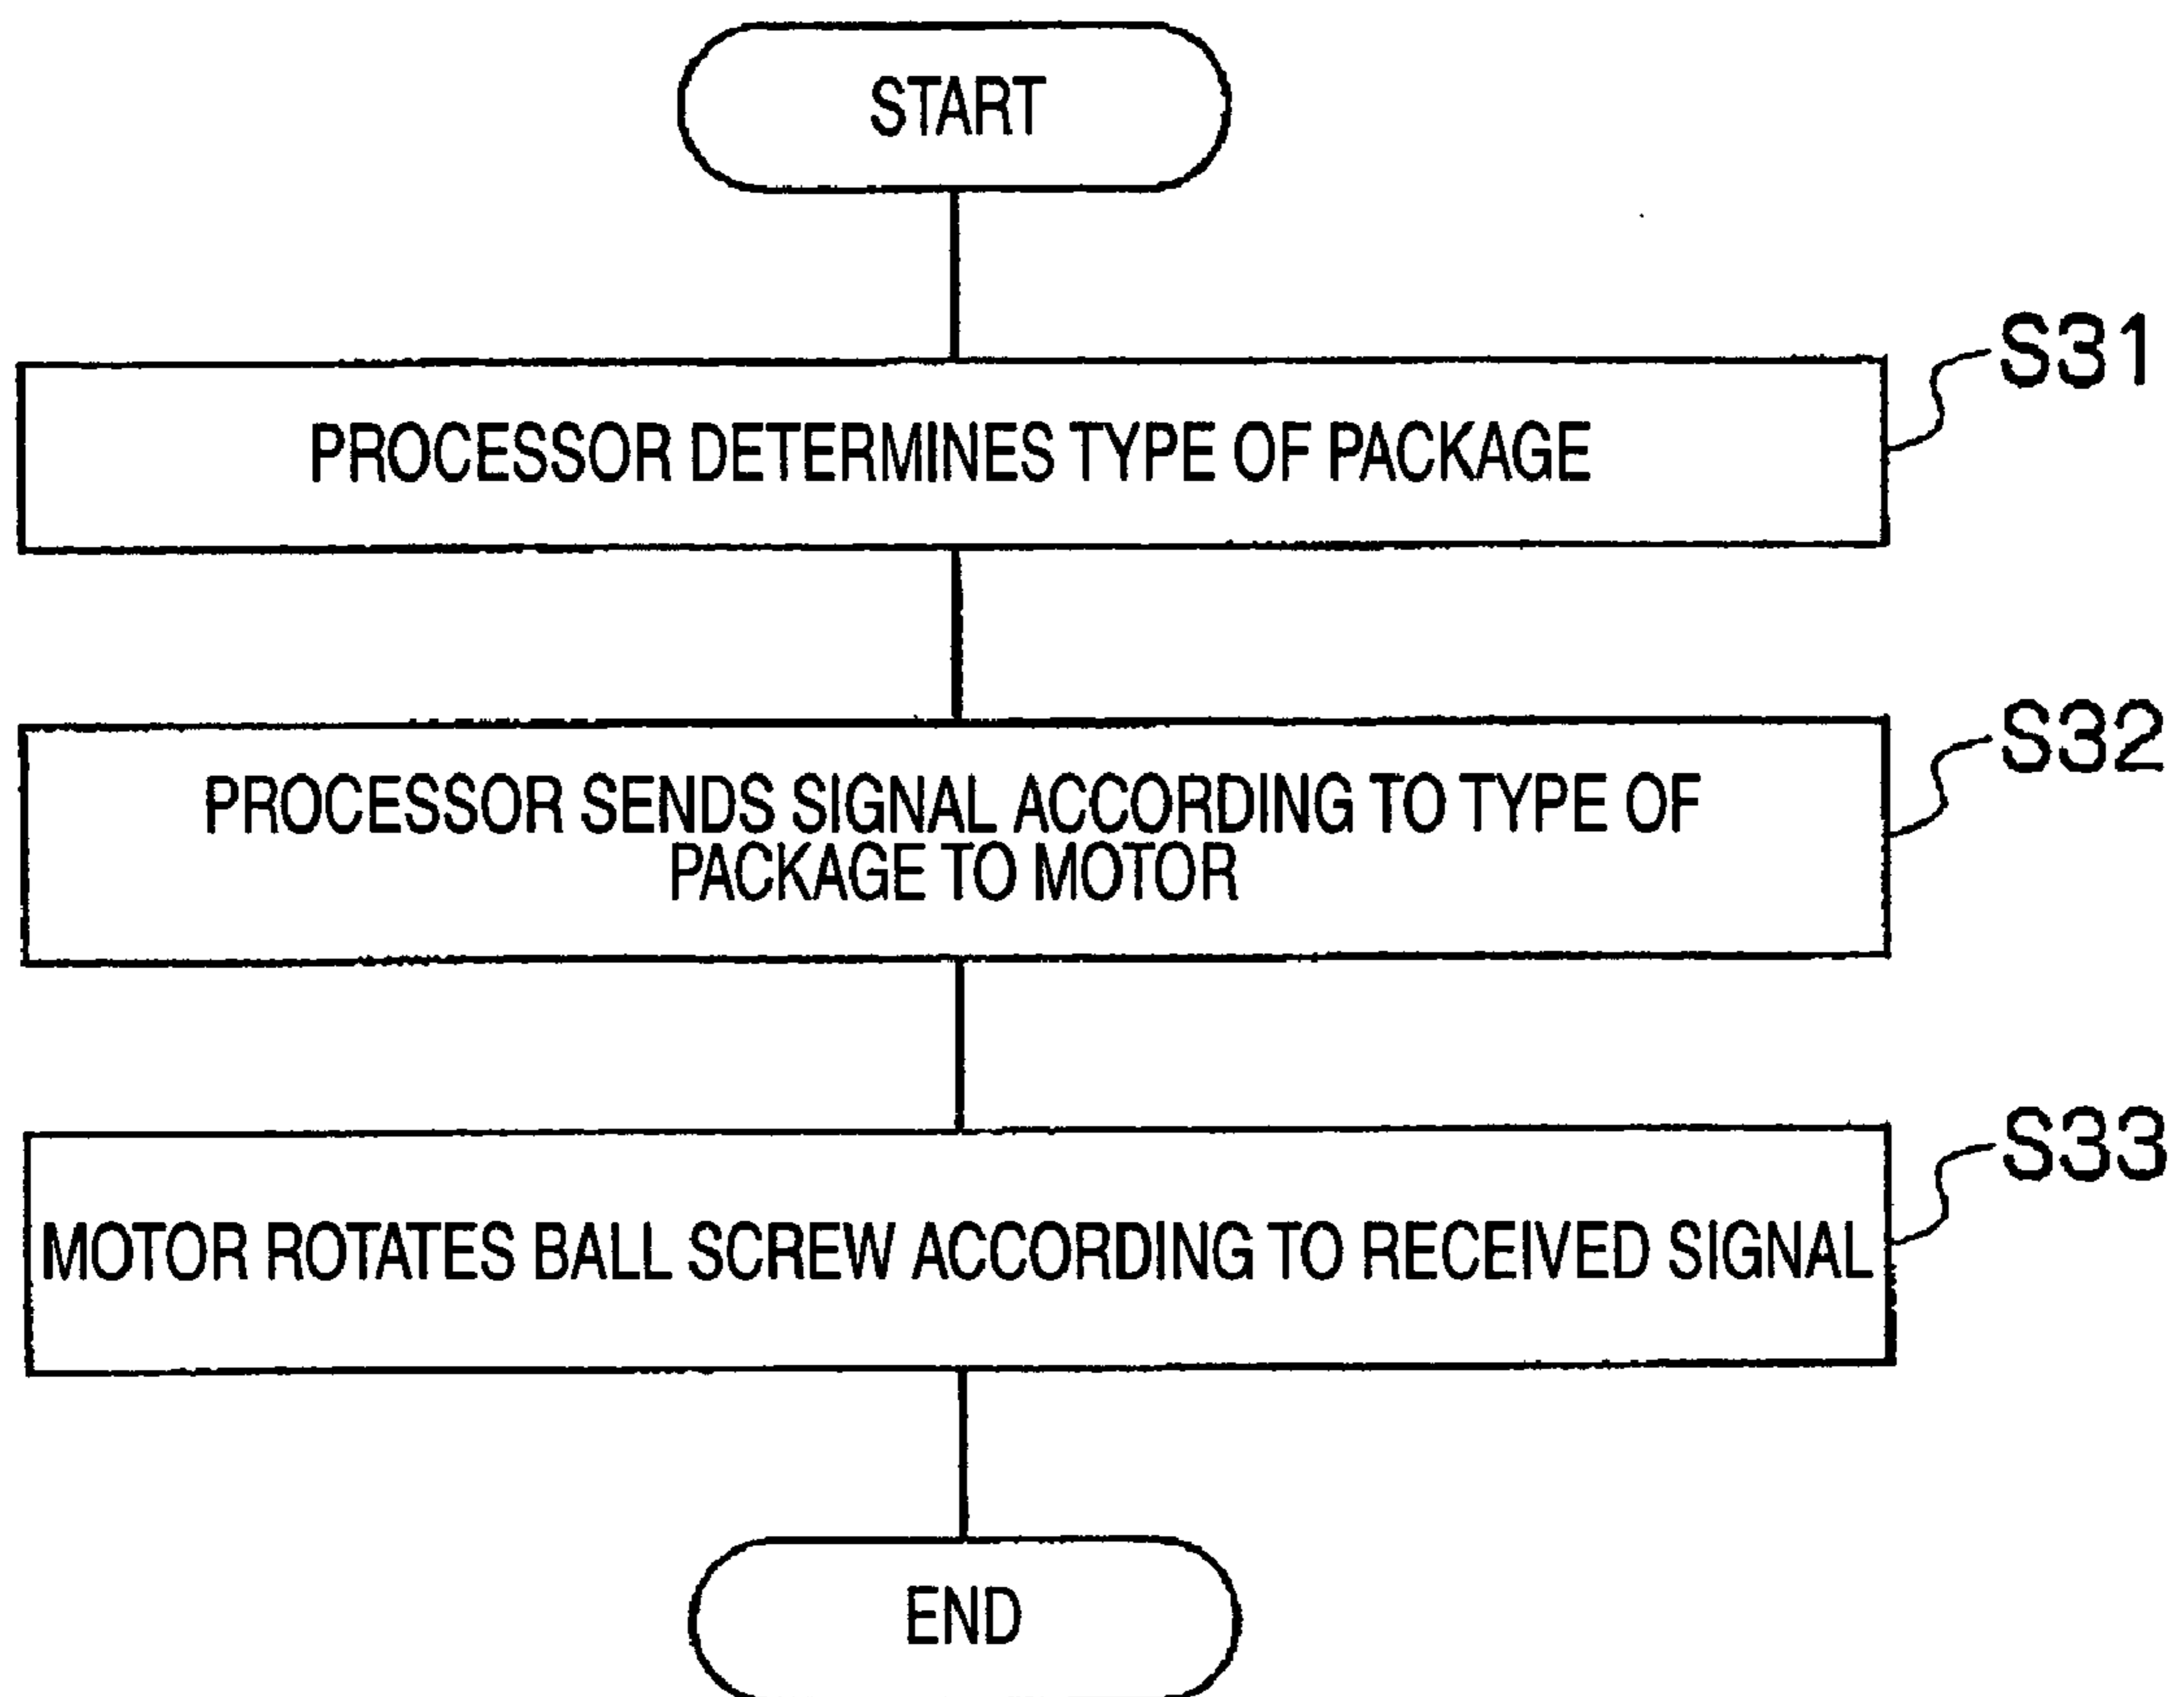 START
S31
PROCESSOR DETERMINES TYPE OF PACKAGE
S32
PROCESSOR SENDS SIGNAL ACCORDING TO TYPE OF
PACKAGE TO MOTOR
S33
MOTOR ROTATES BALL SCREW ACCORDING TO RECEIVED SIGNAL
END